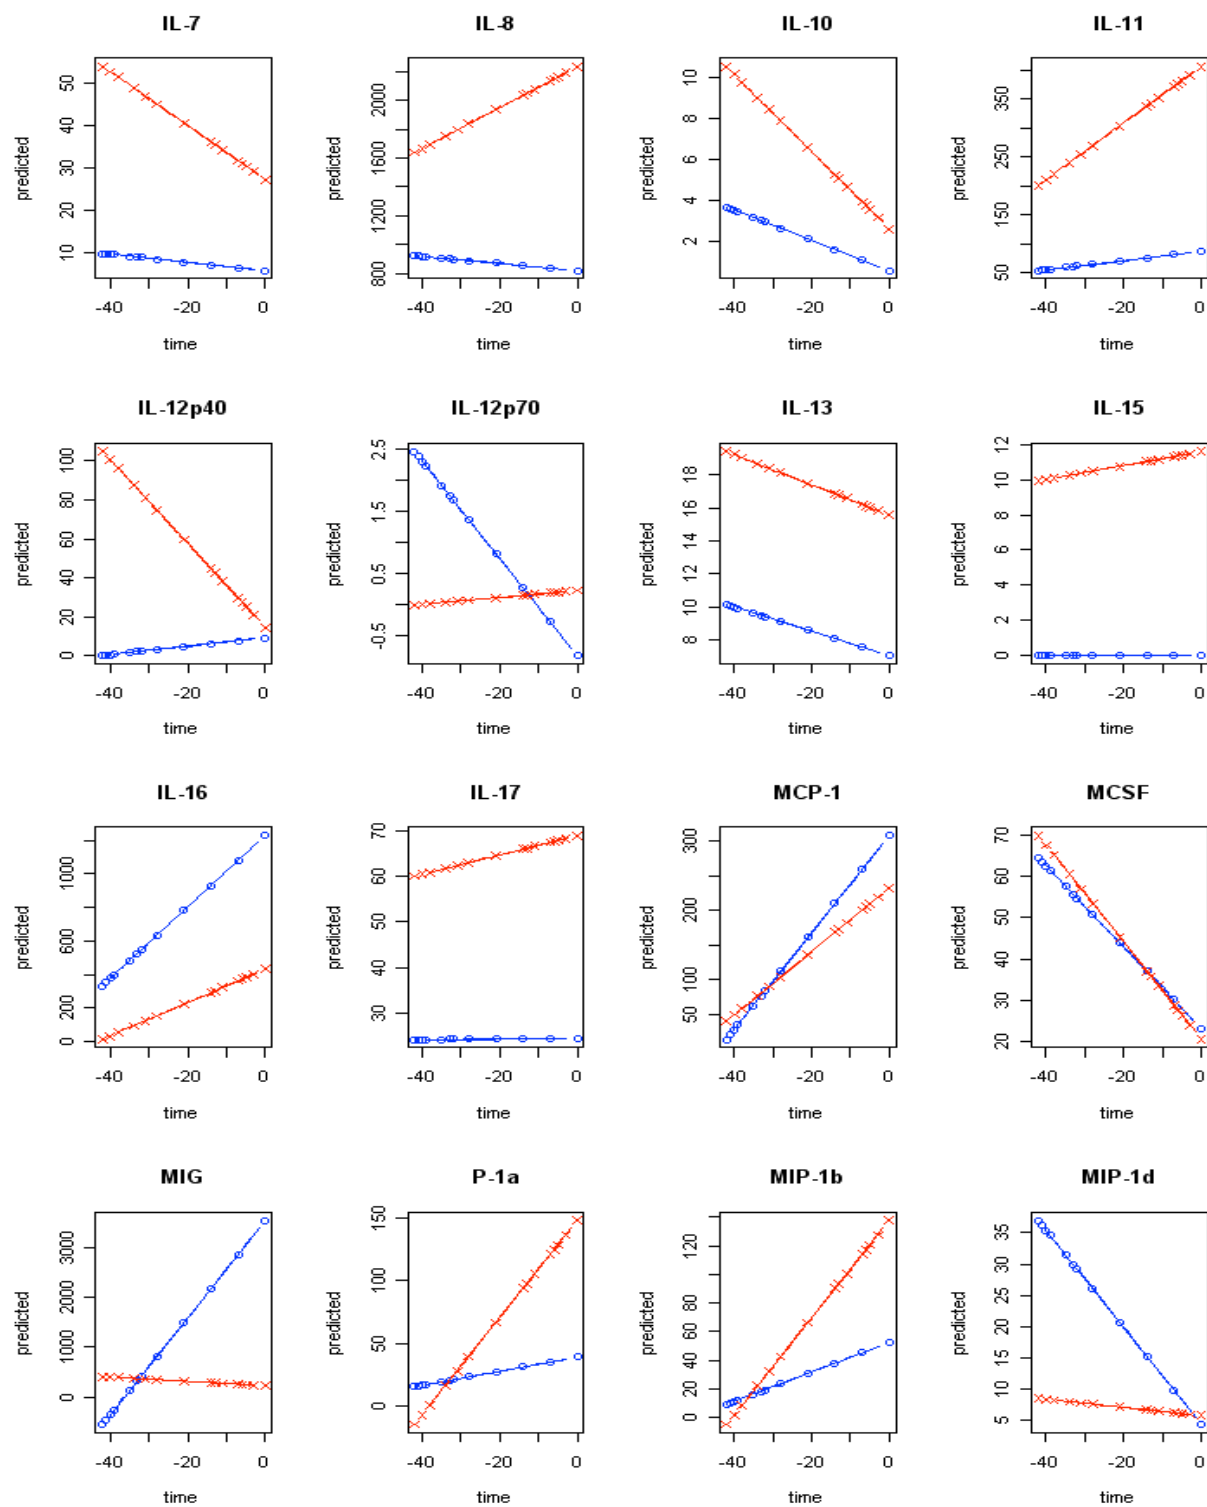 IL-7 IL-8 IL-10 IL-11
predicted 10 20 30 40 50
predicted 800 1200 1600 2000
predicted 2 4 6 8 10
predicted 50 150 250 350
-40 -20 0 -40 -20 0 -40 -20 0 -40 -20 0
time time time time
IL-12p40 IL-12p70 IL-13 IL-15
predicted 0 20 40 60 80 100
predicted -0.5 0.5 1.5 2.5
predicted 8 10 12 14 16 18
predicted 0 2 4 6 8 10 12
-40 -20 0 -40 -20 0 -40 -20 0 -40 -20 0
time time time time
IL-16 IL-17 MCP-1 MCSF
predicted 0 200 400 600 1000
predicted 30 40 50 60 70
predicted 50 100 200 300
predicted 20 30 40 50 60 70
-40 -20 0 -40 -20 0 -40 -20 0 -40 -20 0
time time time time
MIG P-1a MIP-1b MIP-1d
predicted 0 1000 2000 3000
predicted 0 50 100 150
predicted 0 20 40 60 80 120
predicted 5 10 15 20 25 30 35
-40 -20 0 -40 -20 0 -40 -20 0 -40 -20 0
time time time time